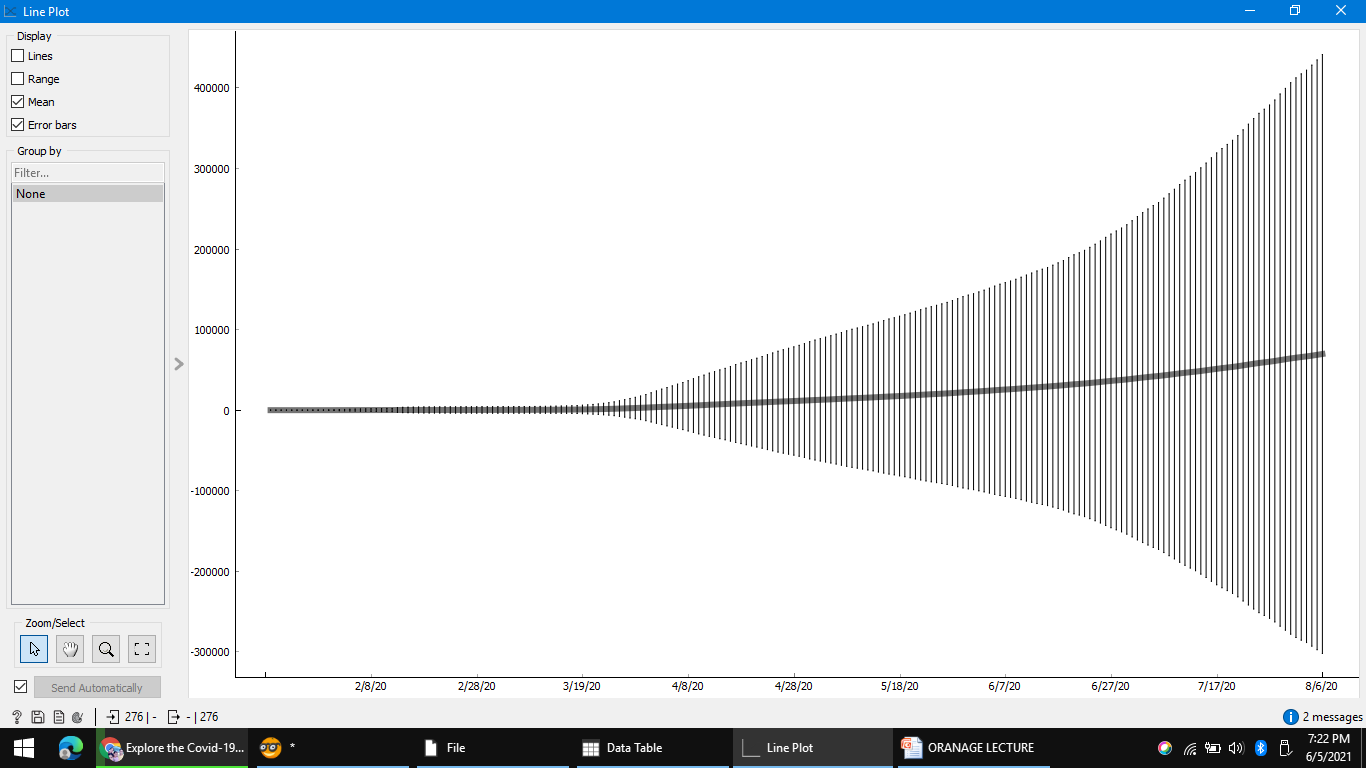 Line Plot
Display
Lines
Range
Mean
Error bars
Group by
Filter...
None
Zoom/Select
Send Automatically
400000
300000
200000
100000
0
-100000
-200000
-300000
2/8/20
2/28/20
3/19/20
4/8/20
4/28/20
5/18/20
6/7/20
6/27/20
7/17/20
8/6/20
? 276 | - - | 276
2 messages
Explore the Covid-19...
*
File
Data Table
Line Plot
ORANAGE LECTURE
7:22 PM
6/5/2021